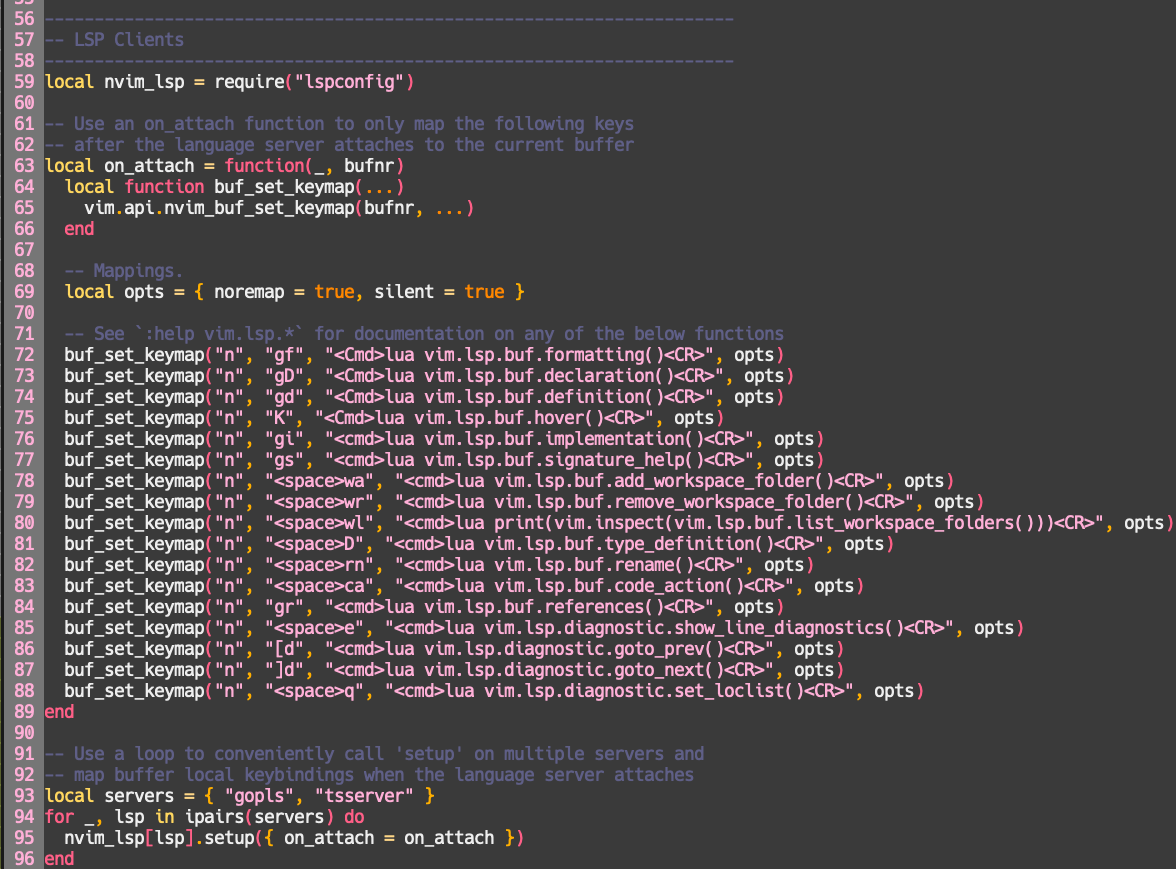 55
56 ---------------------------------------------------------------------
57 -- LSP Clients
58 ---------------------------------------------------------------------
59 local nvim_lsp = require("lspconfig")
60
61 -- Use an on_attach function to only map the following keys
62 -- after the language server attaches to the current buffer
63 local on_attach = function(_, bufnr)
64   local function buf_set_keymap(...)
65     vim.api.nvim_buf_set_keymap(bufnr, ...)
66   end
67
68   -- Mappings.
69   local opts = { noremap = true, silent = true }
70
71   -- See `:help vim.lsp.*` for documentation on any of the below functions
72   buf_set_keymap("n", "gf", "<Cmd>lua vim.lsp.buf.formatting()<CR>", opts)
73   buf_set_keymap("n", "gD", "<Cmd>lua vim.lsp.buf.declaration()<CR>", opts)
74   buf_set_keymap("n", "gd", "<Cmd>lua vim.lsp.buf.definition()<CR>", opts)
75   buf_set_keymap("n", "K", "<Cmd>lua vim.lsp.buf.hover()<CR>", opts)
76   buf_set_keymap("n", "gi", "<cmd>lua vim.lsp.buf.implementation()<CR>", opts)
77   buf_set_keymap("n", "gs", "<cmd>lua vim.lsp.buf.signature_help()<CR>", opts)
78   buf_set_keymap("n", "<space>wa", "<cmd>lua vim.lsp.buf.add_workspace_folder()<CR>", opts)
79   buf_set_keymap("n", "<space>wr", "<cmd>lua vim.lsp.buf.remove_workspace_folder()<CR>", opts)
80   buf_set_keymap("n", "<space>wl", "<cmd>lua print(vim.inspect(vim.lsp.buf.list_workspace_folders()))<CR>", opts)
81   buf_set_keymap("n", "<space>D", "<cmd>lua vim.lsp.buf.type_definition()<CR>", opts)
82   buf_set_keymap("n", "<space>rn", "<cmd>lua vim.lsp.buf.rename()<CR>", opts)
83   buf_set_keymap("n", "<space>ca", "<cmd>lua vim.lsp.buf.code_action()<CR>", opts)
84   buf_set_keymap("n", "gr", "<cmd>lua vim.lsp.buf.references()<CR>", opts)
85   buf_set_keymap("n", "<space>e", "<cmd>lua vim.lsp.diagnostic.show_line_diagnostics()<CR>", opts)
86   buf_set_keymap("n", "[d", "<cmd>lua vim.lsp.diagnostic.goto_prev()<CR>", opts)
87   buf_set_keymap("n", "]d", "<cmd>lua vim.lsp.diagnostic.goto_next()<CR>", opts)
88   buf_set_keymap("n", "<space>q", "<cmd>lua vim.lsp.diagnostic.set_loclist()<CR>", opts)
89 end
90
91 -- Use a loop to conveniently call 'setup' on multiple servers and
92 -- map buffer local keybindings when the language server attaches
93 local servers = { "gopls", "tsserver" }
94 for _, lsp in ipairs(servers) do
95   nvim_lsp[lsp].setup({ on_attach = on_attach })
96 end